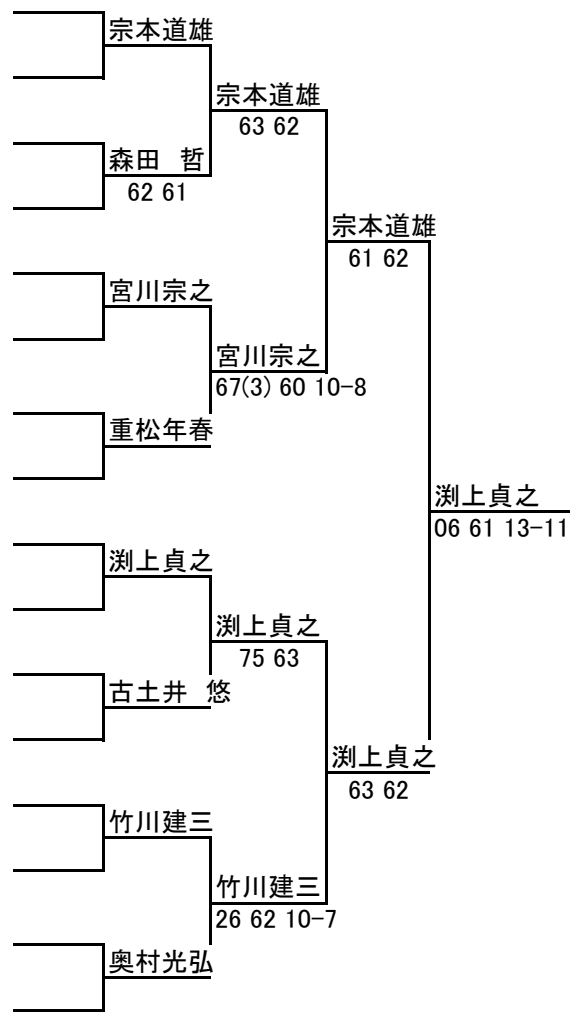 宗本道雄
宗本道雄
63 62
森田　哲
62 61
宗本道雄
61 62
宮川宗之
宮川宗之
67(3) 60 10-8
重松年春
渕上貞之
06 61 13-11
渕上貞之
渕上貞之
75 63
古土井　悠
渕上貞之
63 62
竹川建三
竹川建三
26 62 10-7
奥村光弘